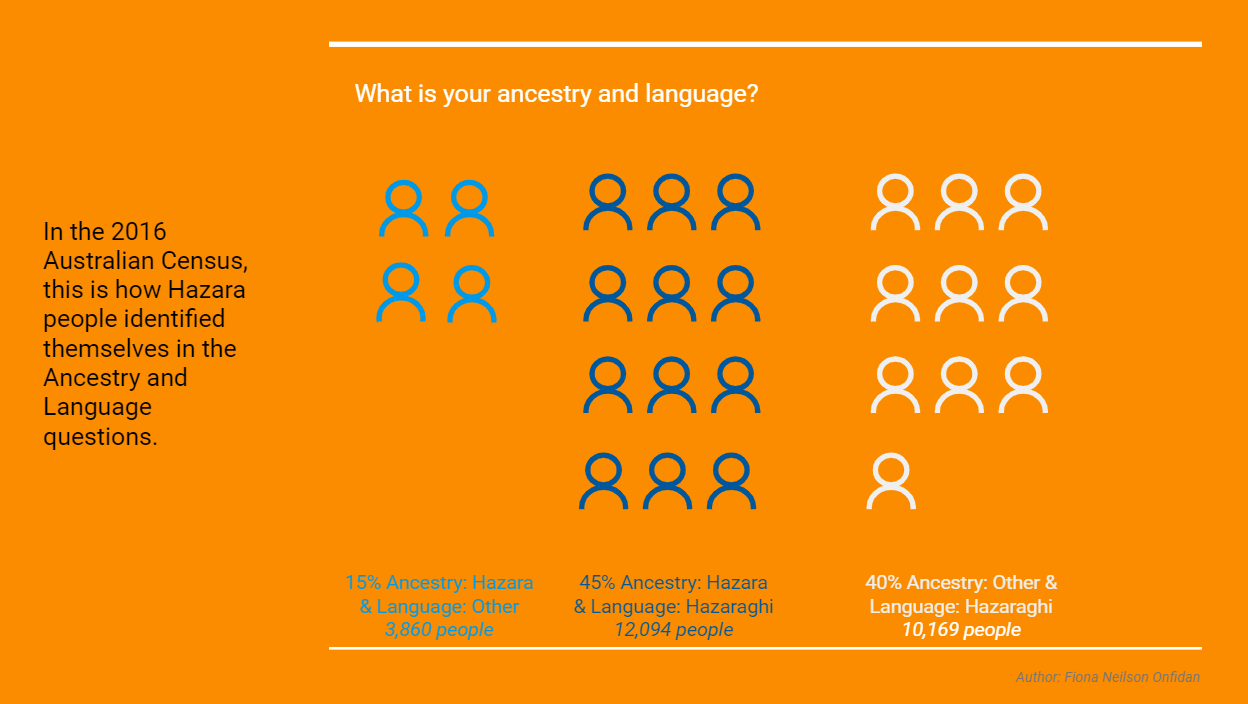 What is your ancestry and language?
In the 2016
Australian Census,
this is how Hazara
people identified
themselves in the
Ancestry and
Language
questions.
15% Ancestry: Hazara
& Language: Other
3,860 people
45% Ancestry: Hazara
& Language: Hazaraghi
12,094 people
40% Ancestry: Other &
Language: Hazaraghi
10,169 people
Author: Fiona Neilson Onfidan